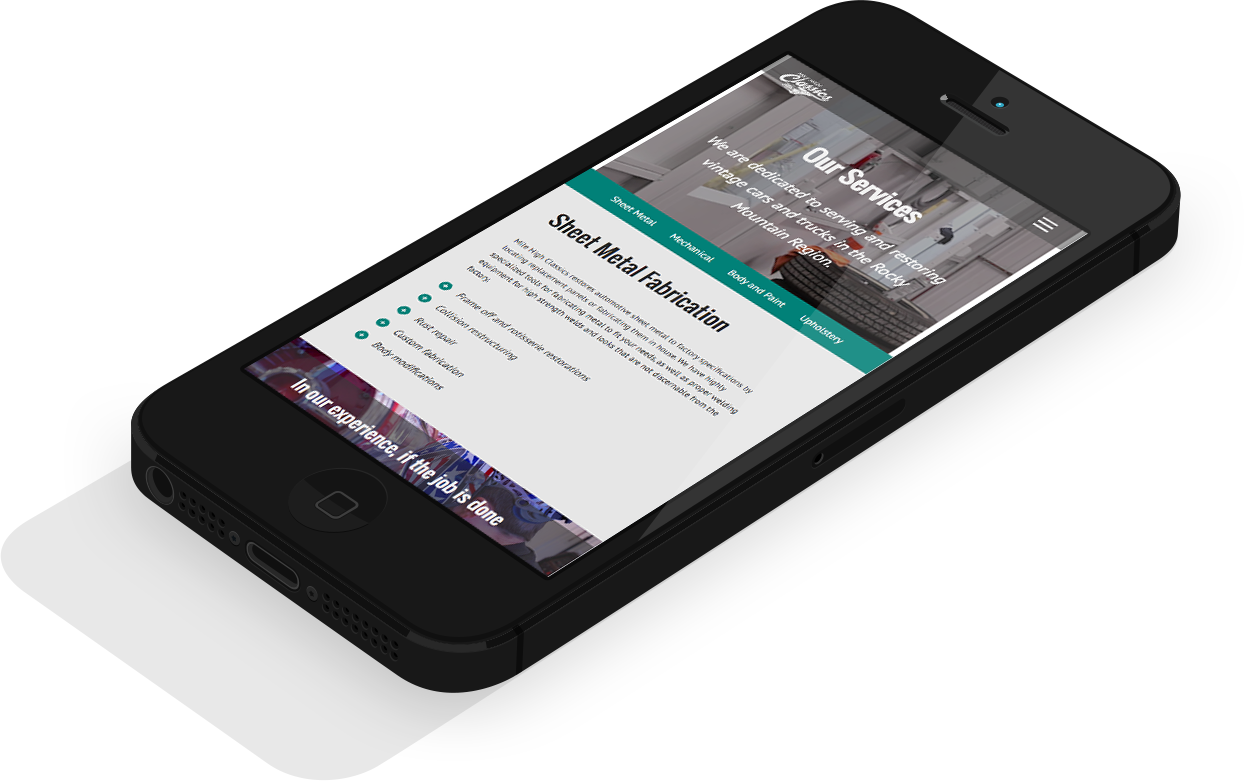 Classics
Our Services
We are dedicated to serving and restoring
vintage cars and trucks in the Rocky
Mountain Region.
Sheet Metal
Mechanical
Body and Paint
Upholstery
Sheet Metal Fabrication
Mile High Classics restores automotive sheet metal to factory specifications by
locating replacement panels or fabricating them in house. We have highly
specialized tools for fabricating metal to fit your needs, as well as proper welding
equipment for high strength welds and looks that are not discernable from the
factory.
Frame off and rotisserie restorations
Collision restructuring
Rust repair
Custom fabrication
Body modifications
In our experience, if the job is done